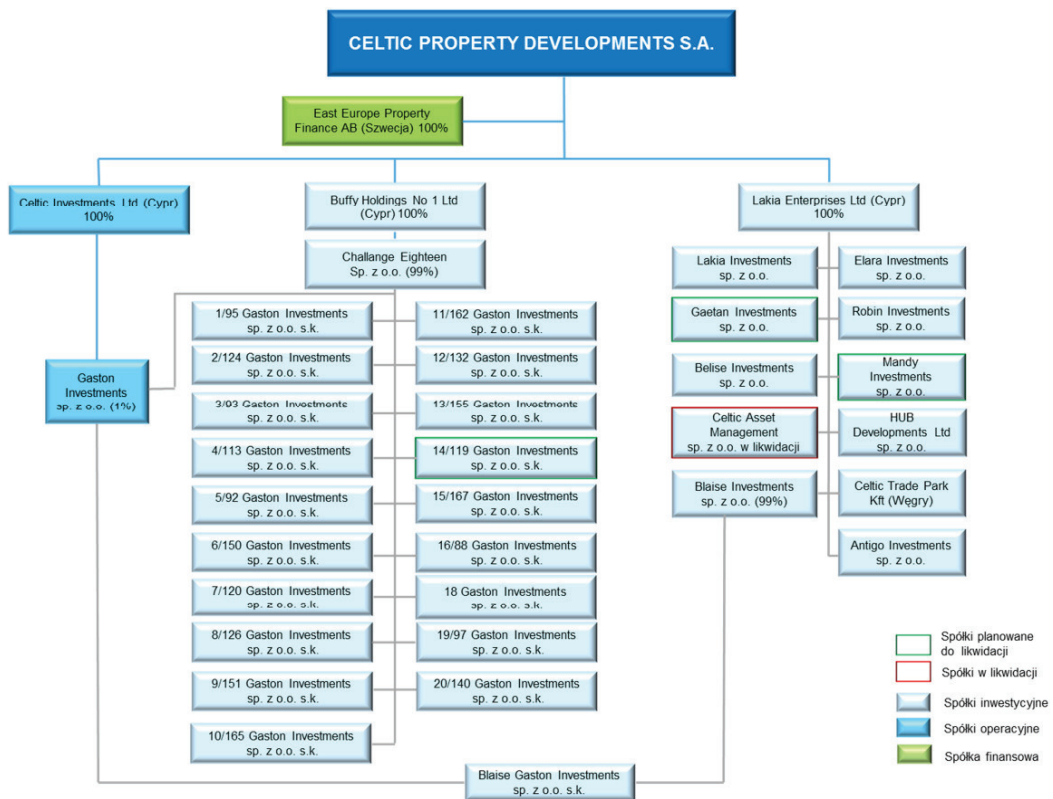 CELTIC PROPERTY DEVELOPMENTS S.A.
East Europe Property
Finance AB (Szwecja) 100%
Celtic Investments Ltd (Cypr)
100%
Buffy Holdings No 1 Ltd
(Cypr) 100%
Lakia Enterprises Ltd (Cypr)
100%
Challange Eighteen
Sp. z o.o. (99%)
Gaston
Investments
sp. z o.o. (1%)
1/95 Gaston Investments
sp. z o.o. s.k.
2/124 Gaston Investments
sp. z o.o. s.k.
3/93 Gaston Investments
sp. z o.o. s.k.
4/113 Gaston Investments
sp. z o.o. s.k.
5/92 Gaston Investments
sp. z o.o. s.k.
6/150 Gaston Investments
sp. z o.o. s.k.
7/120 Gaston Investments
sp. z o.o. s.k.
8/126 Gaston Investments
sp. z o.o. s.k.
9/151 Gaston Investments
sp. z o.o. s.k.
10/165 Gaston Investments
sp. z o.o. s.k.
11/162 Gaston Investments
sp. z o.o. s.k.
12/132 Gaston Investments
sp. z o.o. s.k.
13/155 Gaston Investments
sp. z o.o. s.k.
14/119 Gaston Investments
sp. z o.o. s.k.
15/167 Gaston Investments
sp. z o.o. s.k.
16/88 Gaston Investments
sp. z o.o. s.k.
18 Gaston Investments
sp. z o.o. s.k.
19/97 Gaston Investments
sp. z o.o. s.k.
20/140 Gaston Investments
sp. z o.o. s.k.
Lakia Investments
sp. z o.o.
Gaetan Investments
sp. z o.o.
Belise Investments
sp. z o.o.
Celtic Asset
Management
sp. z o.o. w likwidacji
Blaise Investments
sp. z o.o. (99%)
Elara Investments
sp. z o.o.
Robin Investments
sp. z o.o.
Mandy
Investments
sp. z o.o.
HUB
Developments Ltd
sp. z o.o.
Celtic Trade Park
Kft (Węgry)
Antigo Investments
sp. z o.o.
Blaise Gaston Investments
sp. z o.o. s.k.
Spółki planowane
do likwidacji
Spółki w likwidacji
Spółki inwestycyjne
Spółki operacyjne
Spółka finansowa